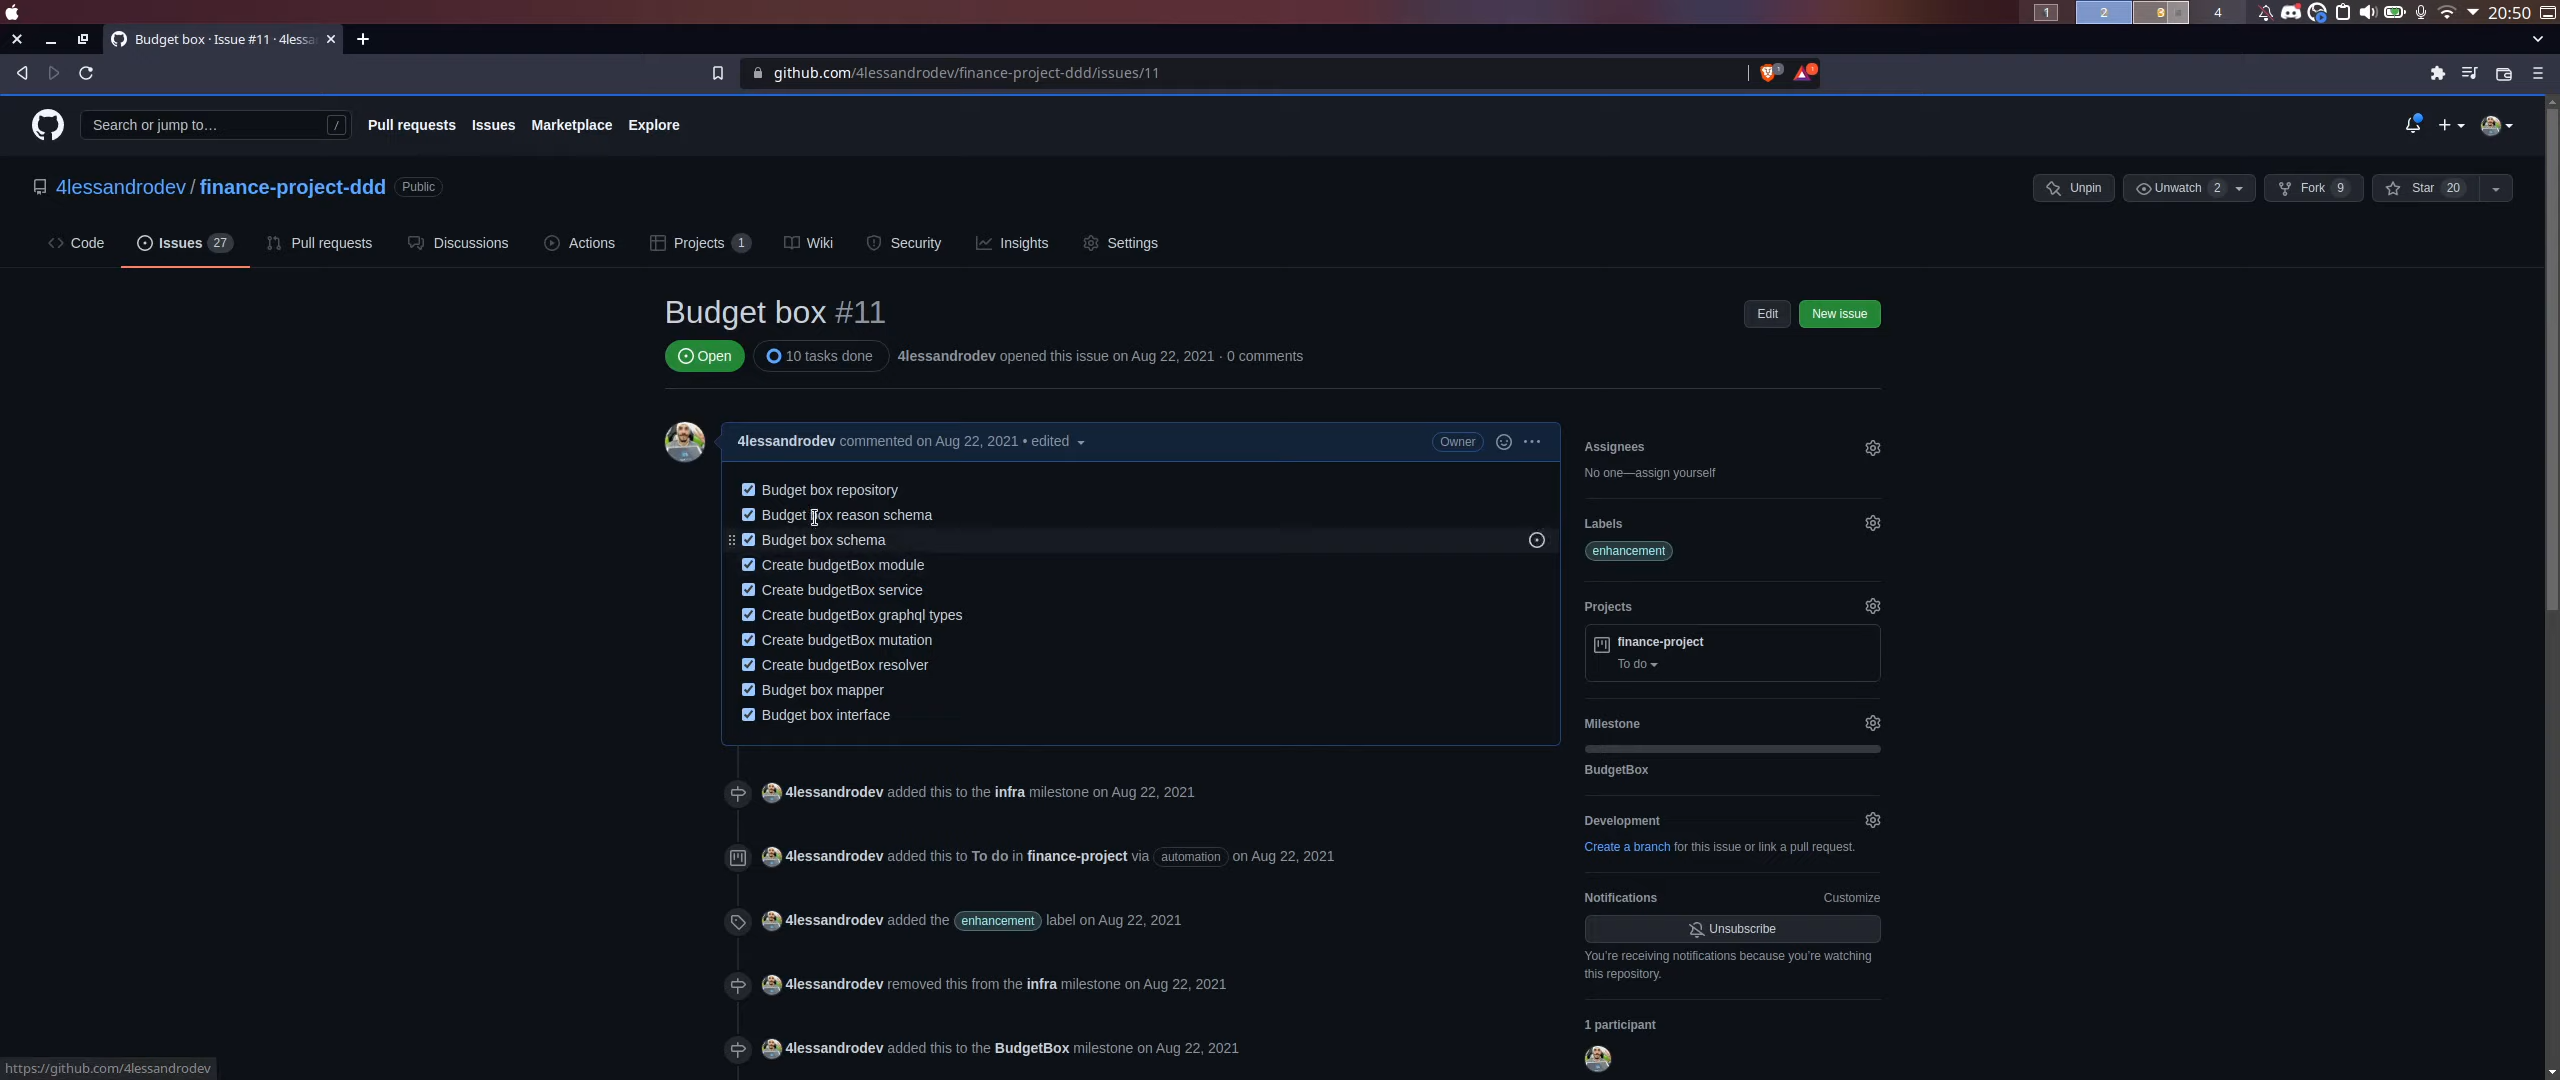 1
2
3
4
20:50
Budget box · Issue #11 · 4lessa
github.com/4lessandrodev/finance-project-ddd/issues/11
1
1
Search or jump to…
/
Pull requests
Issues
Marketplace
Explore
4lessandrodev / finance-project-ddd
Public
Unpin
Unwatch 2
Fork 9
Star 20
Code
Issues 27
Pull requests
Discussions
Actions
Projects 1
Wiki
Security
Insights
Settings
Budget box #11
Edit
New issue
Open
10 tasks done
4lessandrodev opened this issue on Aug 22, 2021 · 0 comments
4lessandrodev commented on Aug 22, 2021 • edited
Owner
Budget box repository
Budget box reason schema
Budget box schema
Create budgetBox module
Create budgetBox service
Create budgetBox graphql types
Create budgetBox mutation
Create budgetBox resolver
Budget box mapper
Budget box interface
4lessandrodev added this to the infra milestone on Aug 22, 2021
4lessandrodev added this to To do in finance-project via automation on Aug 22, 2021
4lessandrodev added the enhancement label on Aug 22, 2021
4lessandrodev removed this from the infra milestone on Aug 22, 2021
4lessandrodev added this to the BudgetBox milestone on Aug 22, 2021
Assignees
No one—assign yourself
Labels
enhancement
Projects
finance-project
To do
Milestone
BudgetBox
Development
Create a branch for this issue or link a pull request.
Notifications
Customize
Unsubscribe
You're receiving notifications because you're watching
this repository.
1 participant
https://github.com/4lessandrodev